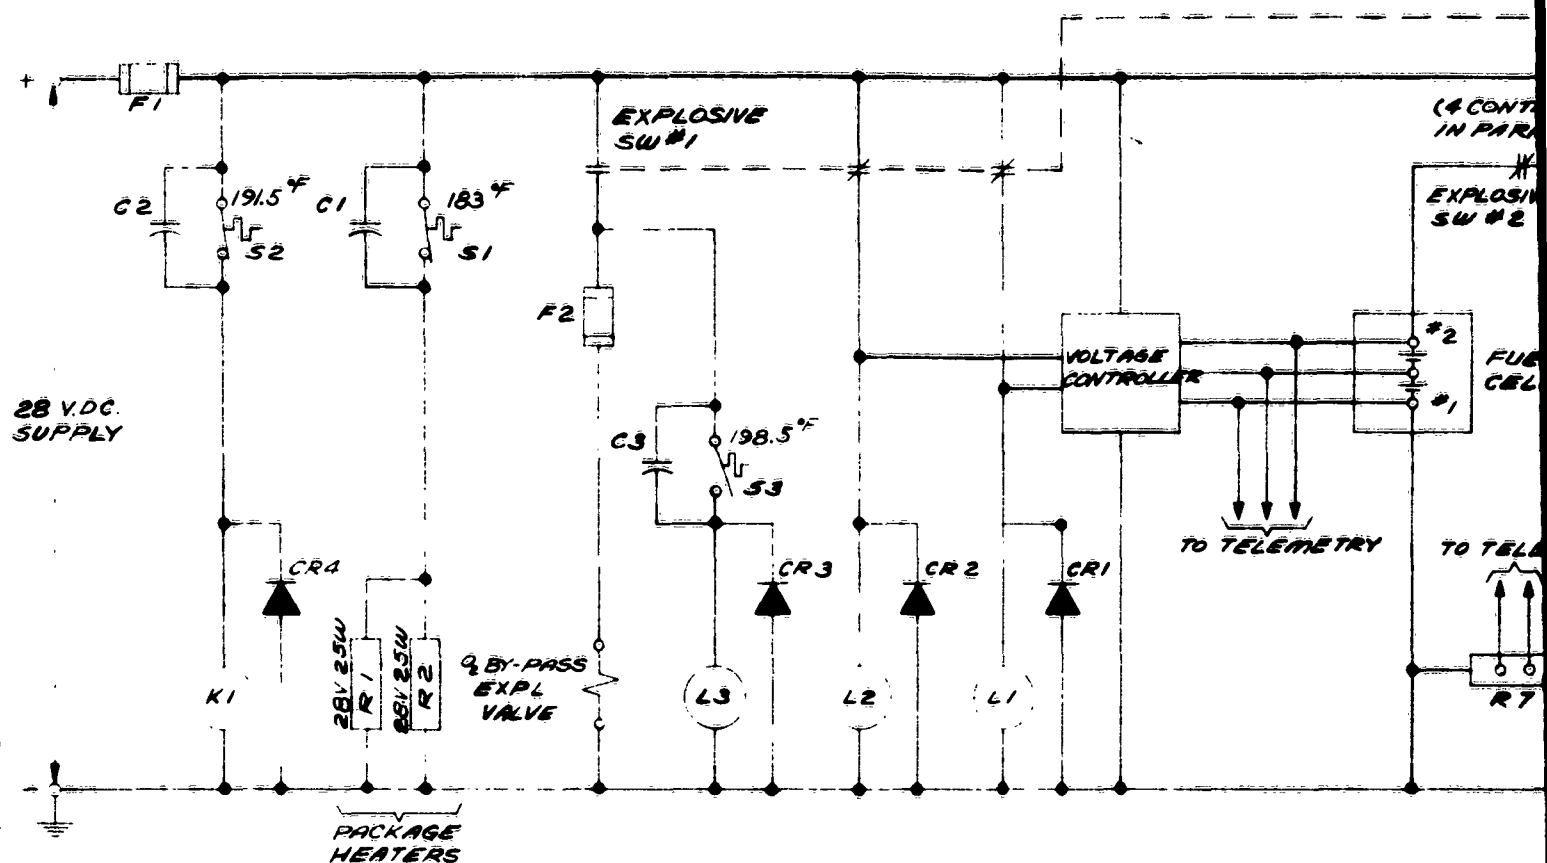 +
F1
EXPLOSIVE
SW #1
(4 CONT
IN PAR
EXPLOSIV
SW #2
C2
191.5 °F
S2
C1
183 °F
S1
F2
VOLTAGE
CONTROLLER
#2
#1
FUE
CEL
28 V.DC.
SUPPLY
C3
198.5 °F
S3
TO TELEMETRY
TO TELE
CR4
CR3
CR2
CR1
28V 25W
R1
28V 25W
R2
O2 BY-PASS
EXPL
VALVE
K1
L3
L2
L1
R7
-
PACKAGE
HEATERS